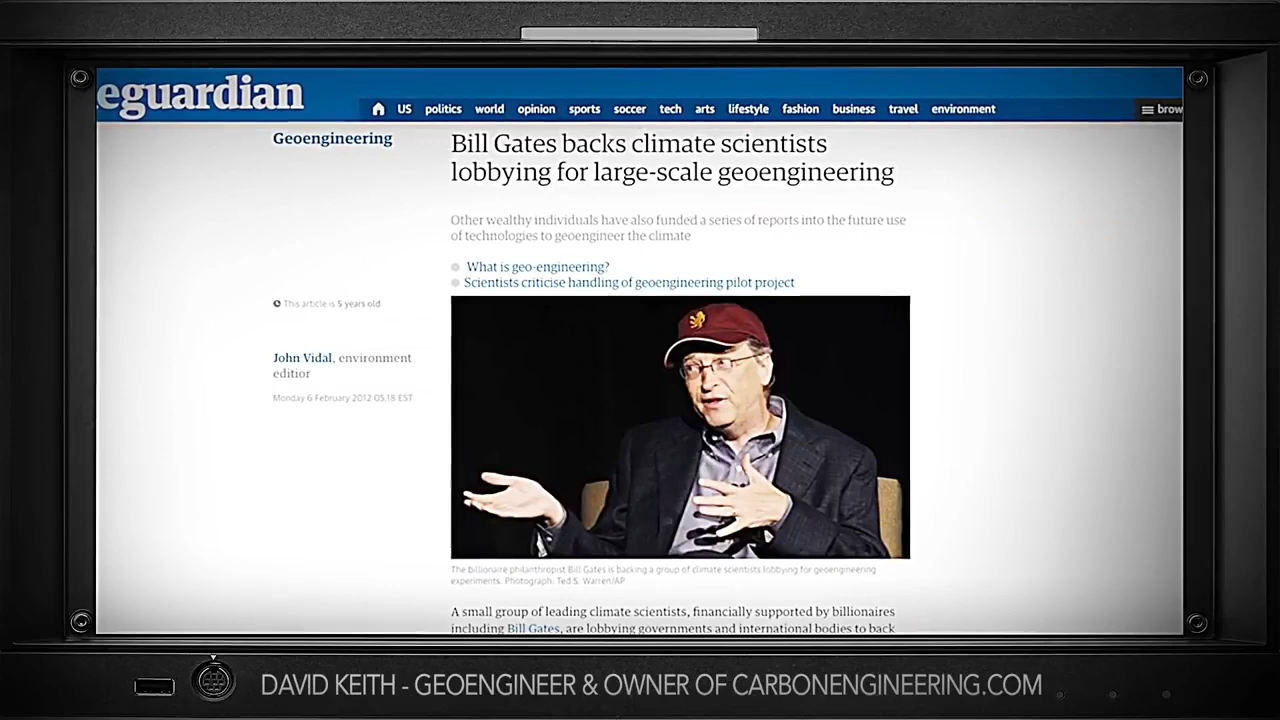 eguardian
US politics world opinion sports soccer tech arts lifestyle fashion business travel environment brow
Geoengineering
Bill Gates backs climate scientists
lobbying for large-scale geoengineering
Other wealthy individuals have also funded a series of reports into the future use
of technologies to geoengineer the climate
What is geo-engineering?
Scientists criticise handling of geoengineering pilot project
This article is 5 years old
John Vidal, environment
editior
Monday 6 February 2012 05.18 EST
The billionaire philanthropist Bill Gates is backing a group of climate scientists lobbying for geoengineering
experiments. Photograph: Ted S. Warren/AP
A small group of leading climate scientists, financially supported by billionaires
including Bill Gates, are lobbying governments and international bodies to back
DAVID KEITH - GEOENGINEER & OWNER OF CARBONENGINEERING.COM